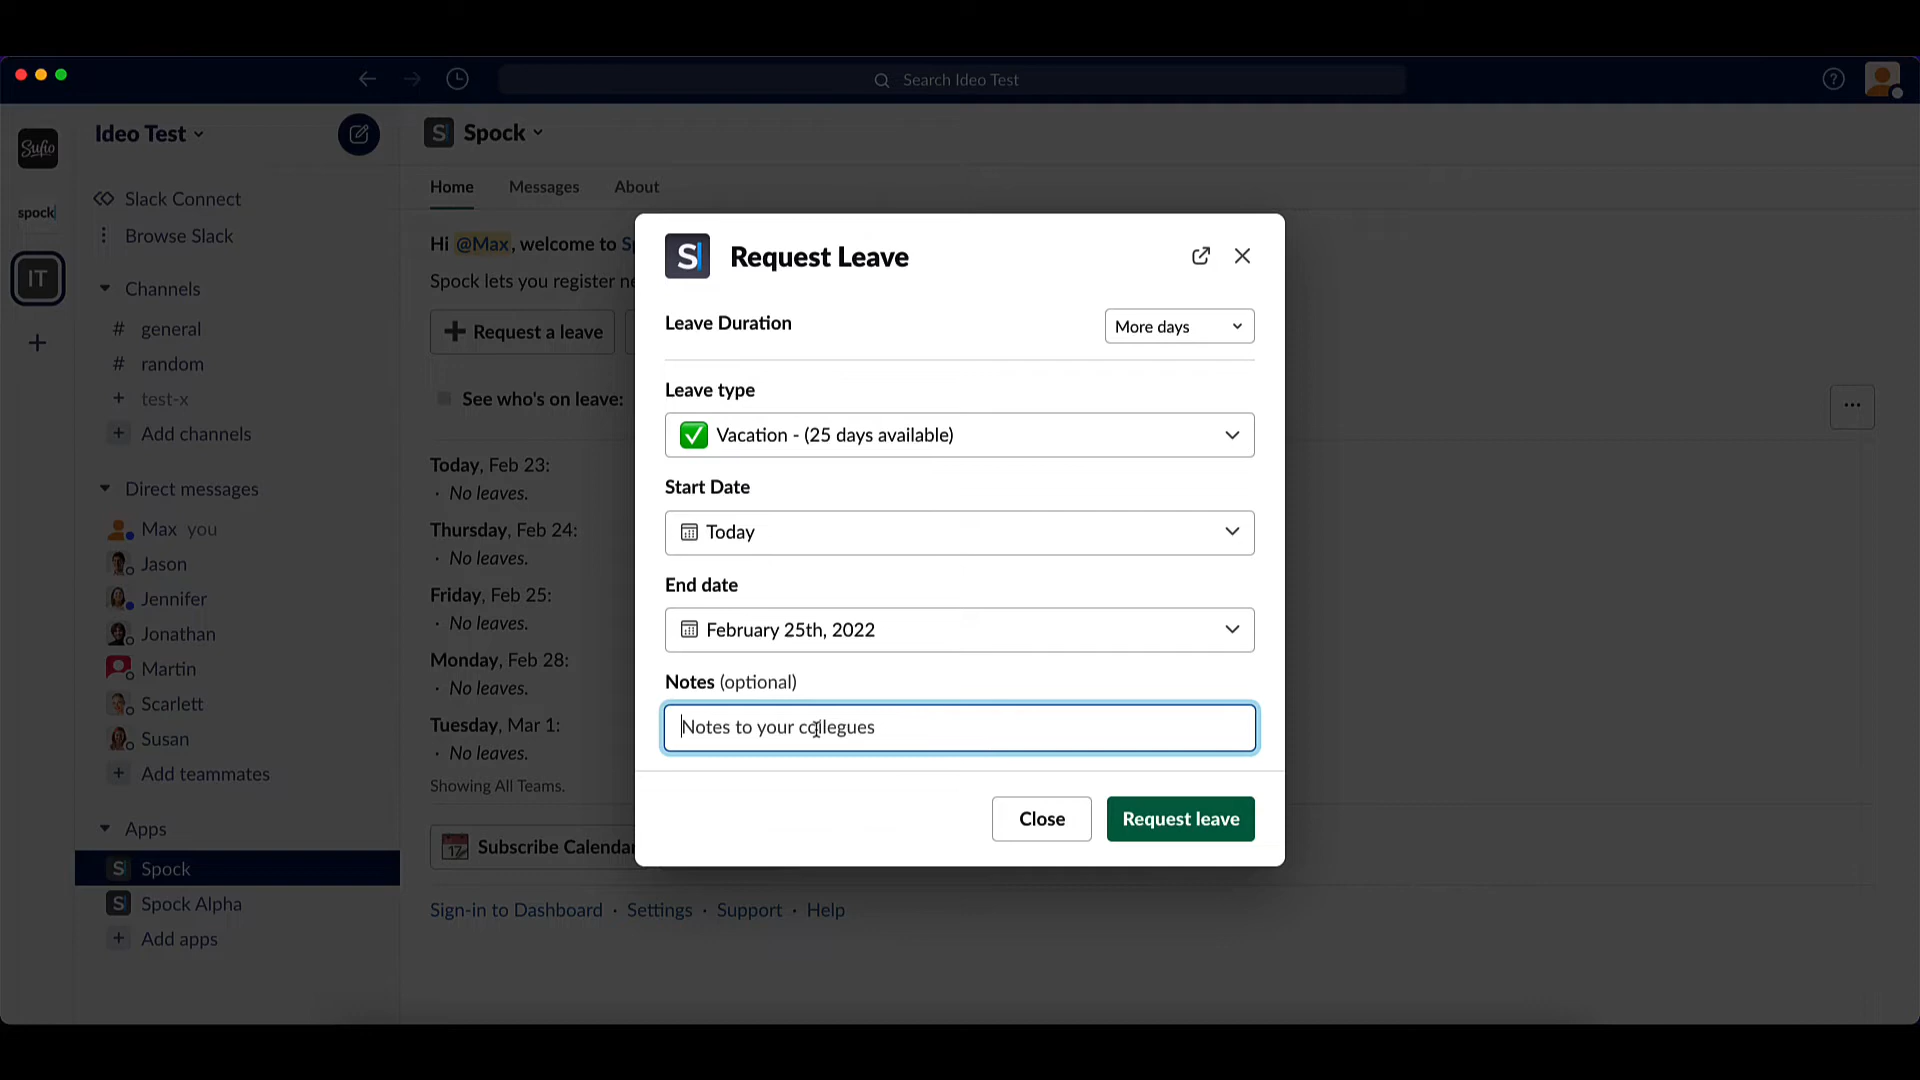 Search Ideo Test
?
Sufio
spock
IT
Ideo Test
Slack Connect
Browse Slack
Channels
# general
# random
+ test-x
+ Add channels
Direct messages
Max you
Jason
Jennifer
Jonathan
Martin
Scarlett
Susan
+ Add teammates
Apps
S Spock
S Spock Alpha
+ Add apps
S Spock
Home Messages About
Hi @Max, welcome to S
Spock lets you register ne
Request a leave
See who's on leave:
Today, Feb 23:
· No leaves.
Thursday, Feb 24:
· No leaves.
Friday, Feb 25:
· No leaves.
Monday, Feb 28:
· No leaves.
Tuesday, Mar 1:
· No leaves.
Showing All Teams.
17 Subscribe Calendar
Sign-in to Dashboard · Settings · Support · Help
S Request Leave
Leave Duration More days
Leave type
Vacation - (25 days available)
Start Date
Today
End date
February 25th, 2022
Notes (optional)
Notes to your collegues
Close Request leave